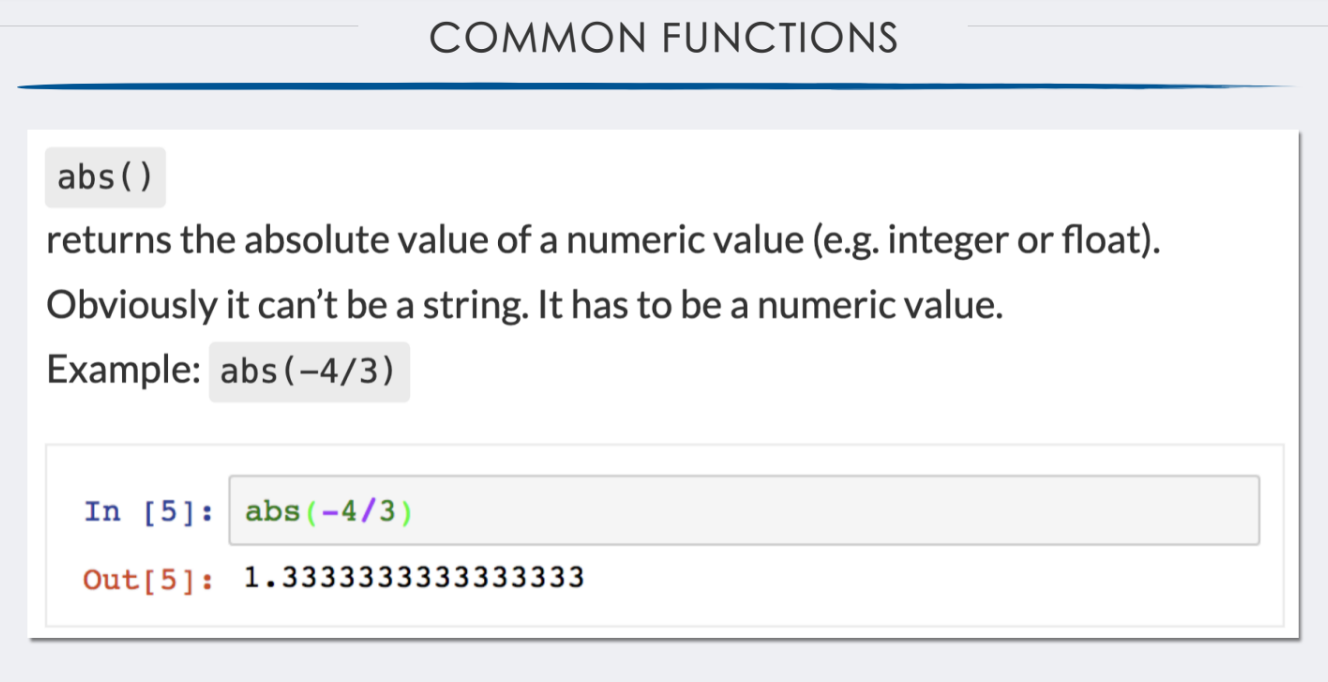 COMMON FUNCTIONS
abs()
returns the absolute value of a numeric value (e.g. integer or float).
Obviously it can’t be a string. It has to be a numeric value.
Example: abs(−4/3)
In [5]: abs(-4/3)
Out[5]: 1.3333333333333333